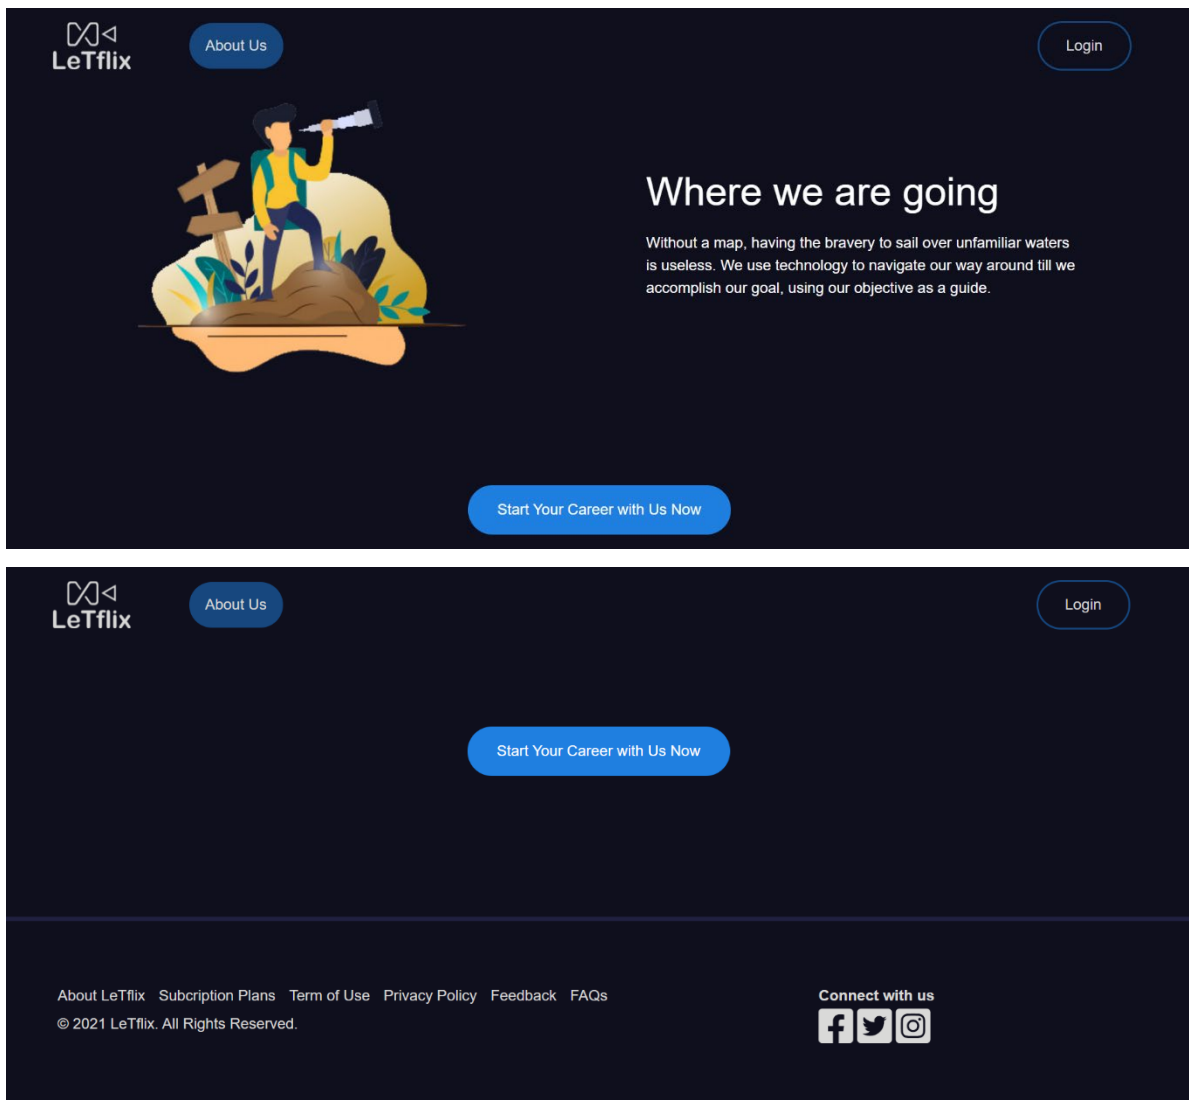 LeTflix
About Us
Login
Where we are going
Without a map, having the bravery to sail over unfamiliar waters
is useless. We use technology to navigate our way around till we
accomplish our goal, using our objective as a guide.
Start Your Career with Us Now
LeTflix
About Us
Login
Start Your Career with Us Now
About LeTflix Subcription Plans Term of Use Privacy Policy Feedback FAQs
© 2021 LeTflix. All Rights Reserved.
Connect with us